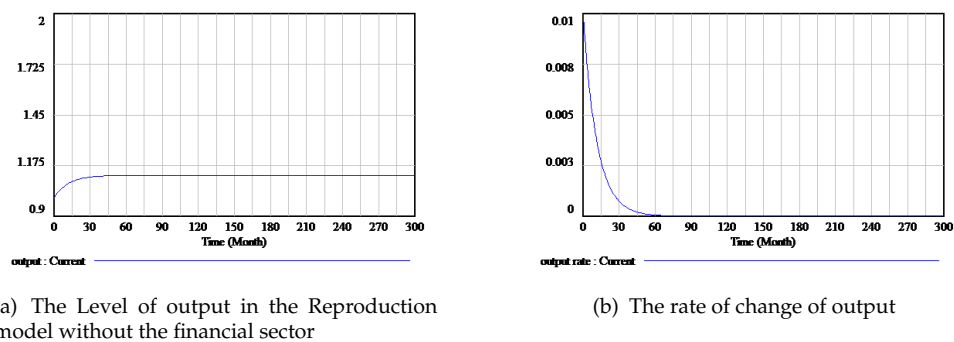 2
1.725
1.45
1.175
0.9
0 30 60 90 120 150 180 210 240 270 300
Time (Month)
output : Current
a) The Level of output in the Reproduction
model without the financial sector
0.01
0.008
0.005
0.003
0
0 30 60 90 120 150 180 210 240 270 300
Time (Month)
output rate : Current
(b) The rate of change of output